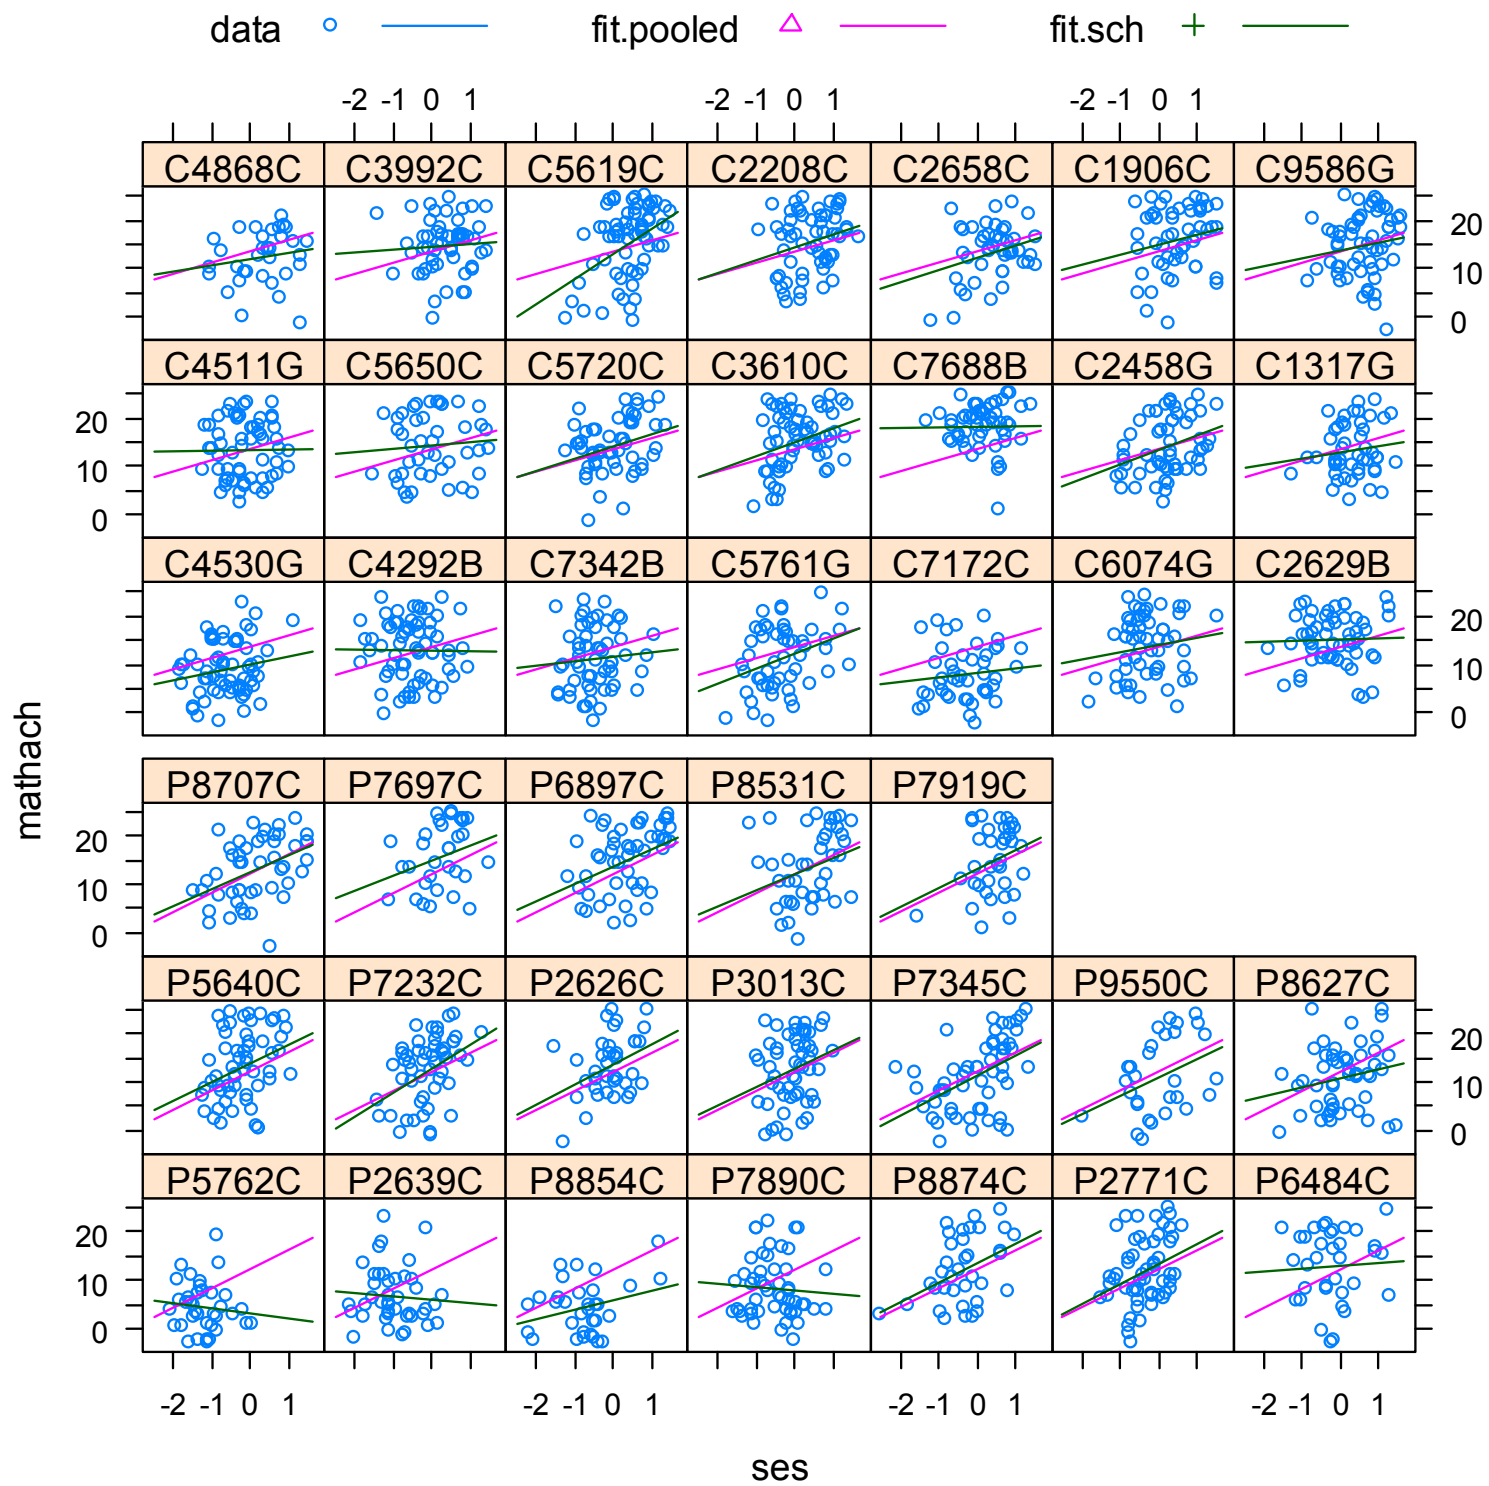 data fit.pooled fit.sch
-2 -1 0 1 -2 -1 0 1 -2 -1 0 1
C4868C C3992C C5619C C2208C C2658C C1906C C9586G
20
10
0
C4511G C5650C C5720C C3610C C7688B C2458G C1317G
20
10
0
C4530G C4292B C7342B C5761G C7172C C6074G C2629B
20
10
0
mathach
P8707C P7697C P6897C P8531C P7919C
20
10
0
P5640C P7232C P2626C P3013C P7345C P9550C P8627C
20
10
0
P5762C P2639C P8854C P7890C P8874C P2771C P6484C
20
10
0
-2 -1 0 1 -2 -1 0 1 -2 -1 0 1 -2 -1 0 1
ses